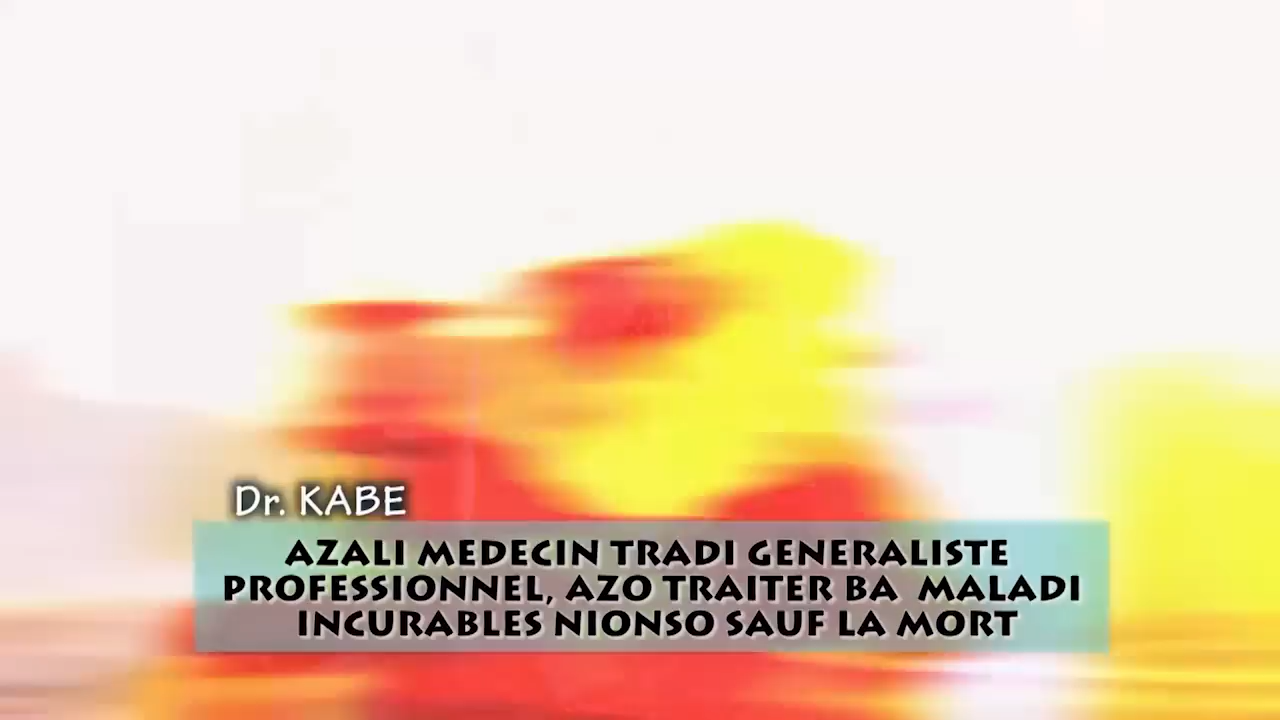 Dr. KABE
AZALI MEDECIN TRADI GENERALISTE
PROFESSIONNEL, AZO TRAITER BA MALADI
INCURABLES NIONSO SAUF LA MORT